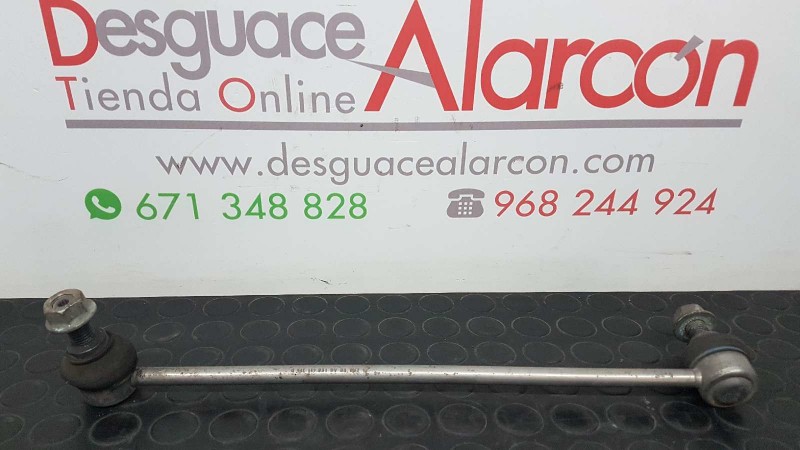 Desguace Alarcón
Tienda Online
www.desguacealarcon.com
671 348 828
968 244 924